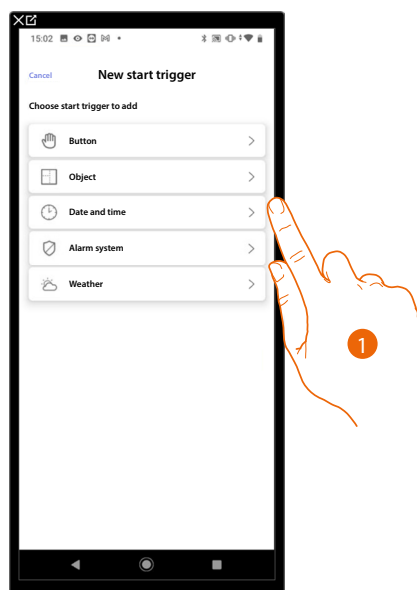 15:02
Cancel
New start trigger
Choose start trigger to add
Button
Object
Date and time
Alarm system
Weather
1